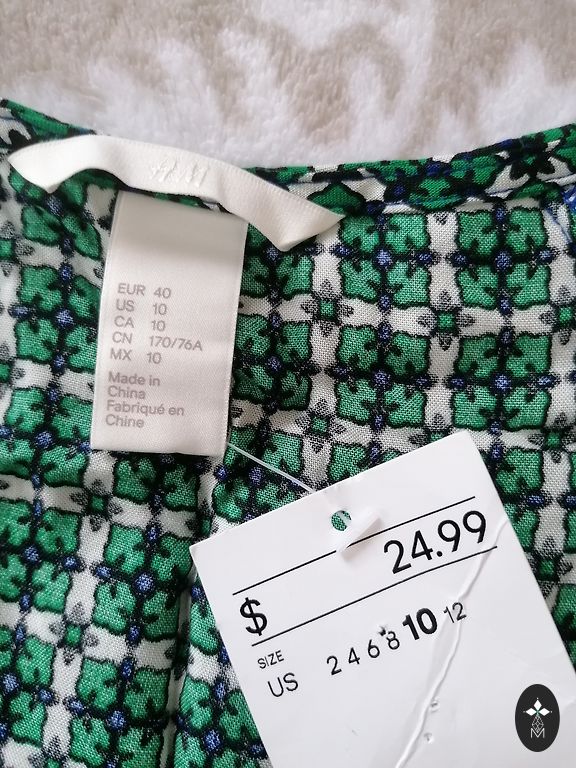 H&M
EUR 40
US 10
CA 10
CN 170/76A
MX 10
Made in
China
Fabriqué en
Chine
24.99
$
SIZE
US 2 4 6 8 10 12
M